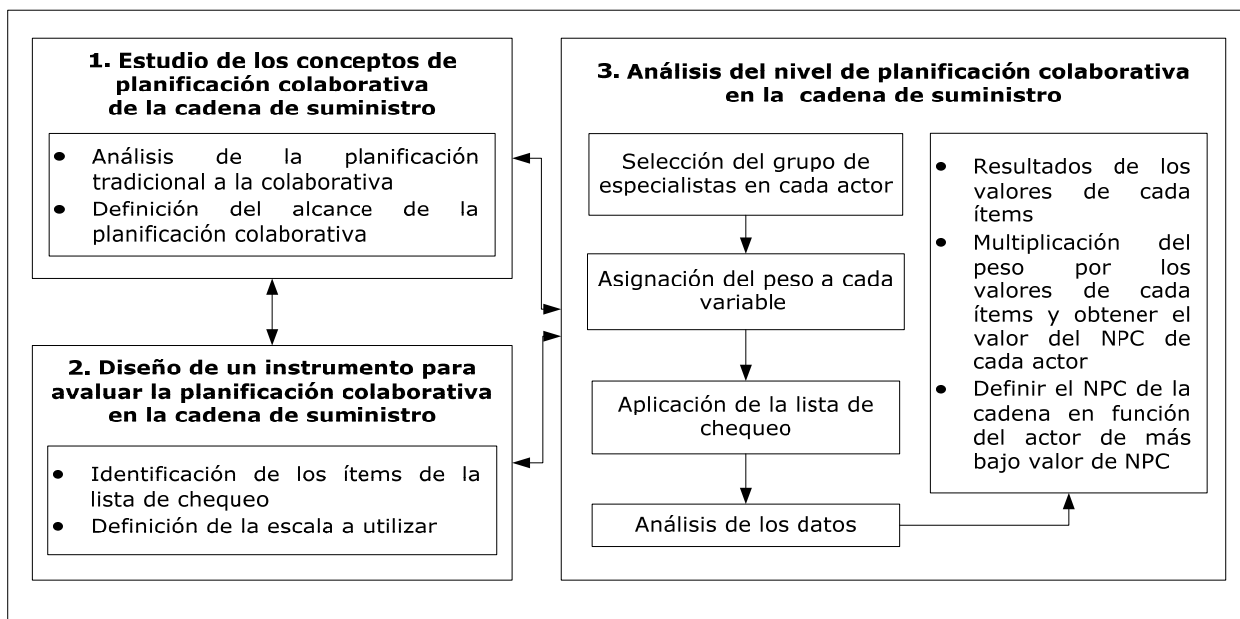 1. Estudio de los conceptos de
planificación colaborativa
de la cadena de suministro
● Análisis de la planificación
tradicional a la colaborativa
● Definición del alcance de la
planificación colaborativa
2. Diseño de un instrumento para
avaluar la planificación colaborativa
en la cadena de suministro
● Identificación de los ítems de la
lista de chequeo
● Definición de la escala a utilizar
3. Análisis del nivel de planificación colaborativa
en la cadena de suministro
Selección del grupo de
especialistas en cada actor
Asignación del peso a cada
variable
Aplicación de la lista de
chequeo
Análisis de los datos
● Resultados de los
valores de cada
ítems
● Multiplicación del
peso por los
valores de cada
ítems y obtener el
valor del NPC de
cada actor
● Definir el NPC de la
cadena en función
del actor de más
bajo valor de NPC